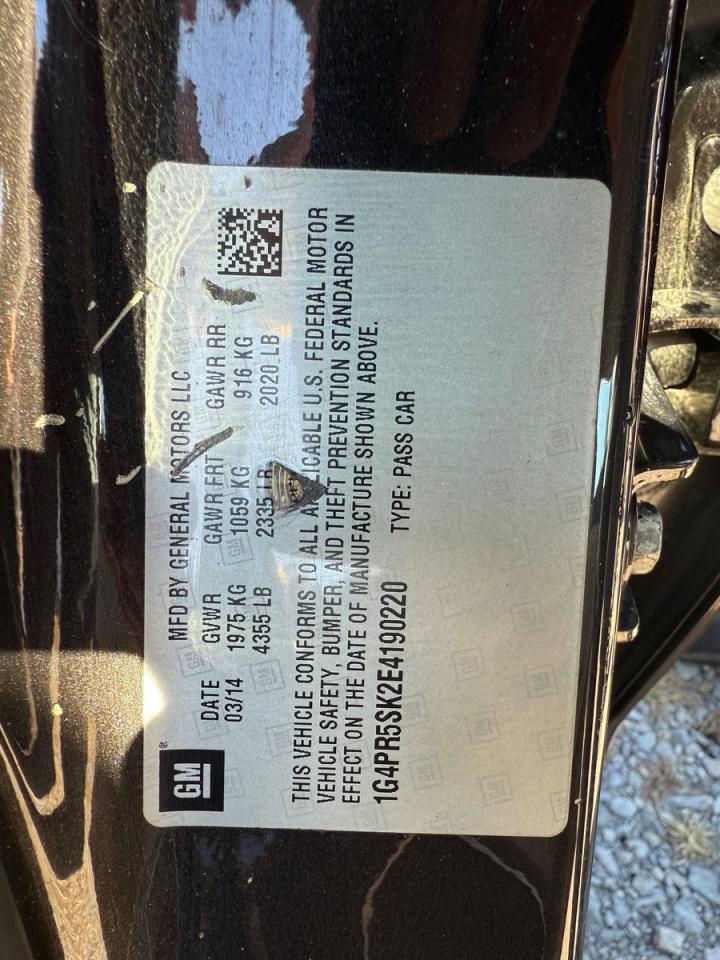 GM
MFD BY GENERAL MOTORS LLC
DATE GVWR GAWR FRT GAWR RR
03/14 1975 KG 1059 KG 916 KG
4355 LB 2335 LB 2020 LB
THIS VEHICLE CONFORMS TO ALL APPLICABLE U.S. FEDERAL MOTOR
VEHICLE SAFETY, BUMPER, AND THEFT PREVENTION STANDARDS IN
EFFECT ON THE DATE OF MANUFACTURE SHOWN ABOVE.
1G4PR5SK2E4190220 TYPE: PASS CAR